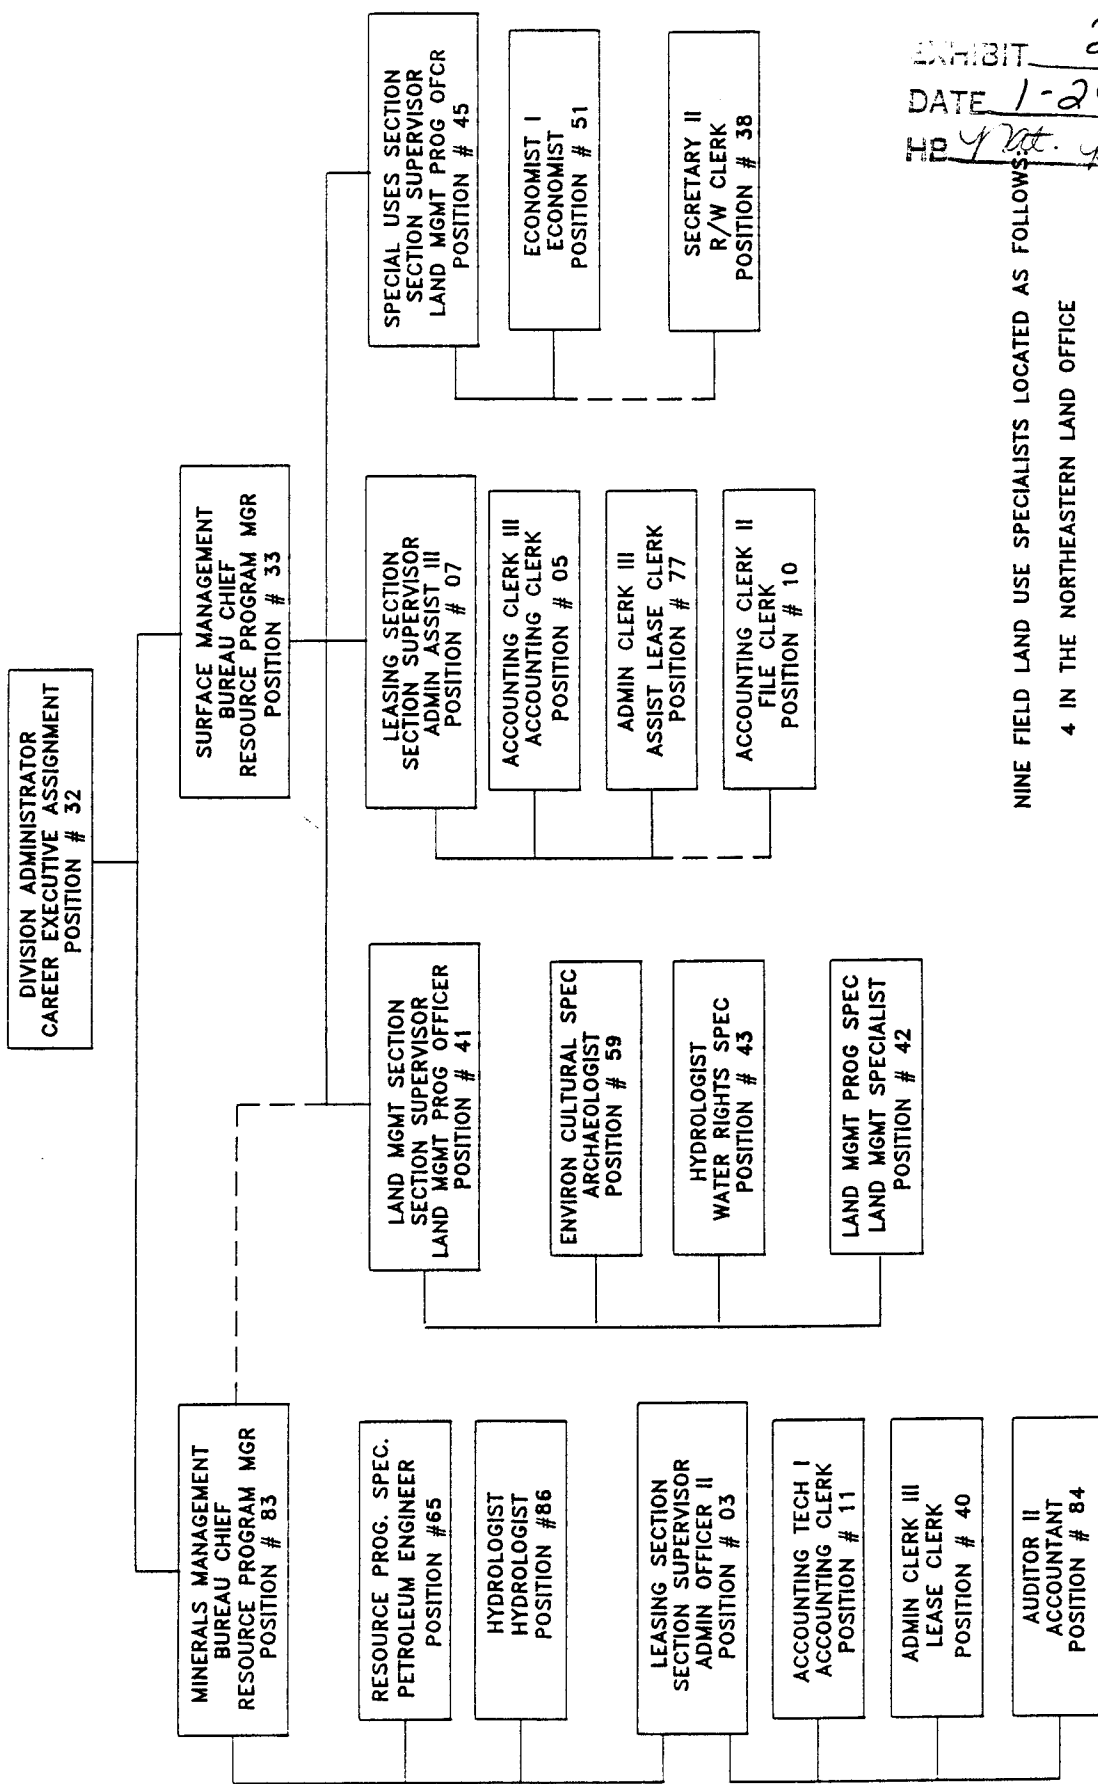 DIVISION ADMINISTRATOR
CAREER EXECUTIVE ASSIGNMENT
POSITION # 32
MINERALS MANAGEMENT
BUREAU CHIEF
RESOURCE PROGRAM MGR
POSITION # 83
SURFACE MANAGEMENT
BUREAU CHIEF
RESOURCE PROGRAM MGR
POSITION # 33
RESOURCE PROG. SPEC.
PETROLEUM ENGINEER
POSITION #65
HYDROLOGIST
HYDROLOGIST
POSITION #86
LEASING SECTION
SECTION SUPERVISOR
ADMIN OFFICER II
POSITION # 03
ACCOUNTING TECH I
ACCOUNTING CLERK
POSITION # 11
ADMIN CLERK III
LEASE CLERK
POSITION # 40
AUDITOR II
ACCOUNTANT
POSITION # 84
LAND MGMT SECTION
SECTION SUPERVISOR
LAND MGMT PROG OFFICER
POSITION # 41
ENVIRON CULTURAL SPEC
ARCHAEOLOGIST
POSITION # 59
HYDROLOGIST
WATER RIGHTS SPEC
POSITION # 43
LAND MGMT PROG SPEC
LAND MGMT SPECIALIST
POSITION # 42
LEASING SECTION
SECTION SUPERVISOR
ADMIN ASSIST III
POSITION # 07
ACCOUNTING CLERK III
ACCOUNTING CLERK
POSITION # 05
ADMIN CLERK III
ASSIST LEASE CLERK
POSITION # 77
ACCOUNTING CLERK II
FILE CLERK
POSITION # 10
SPECIAL USES SECTION
SECTION SUPERVISOR
LAND MGMT PROG OFCR
POSITION # 45
ECONOMIST I
ECONOMIST
POSITION # 51
SECRETARY II
R/W CLERK
POSITION # 38
NINE FIELD LAND USE SPECIALISTS LOCATED AS FOLLOWS:
4 IN THE NORTHEASTERN LAND OFFICE
EXHIBIT
DATE 1-2
HB